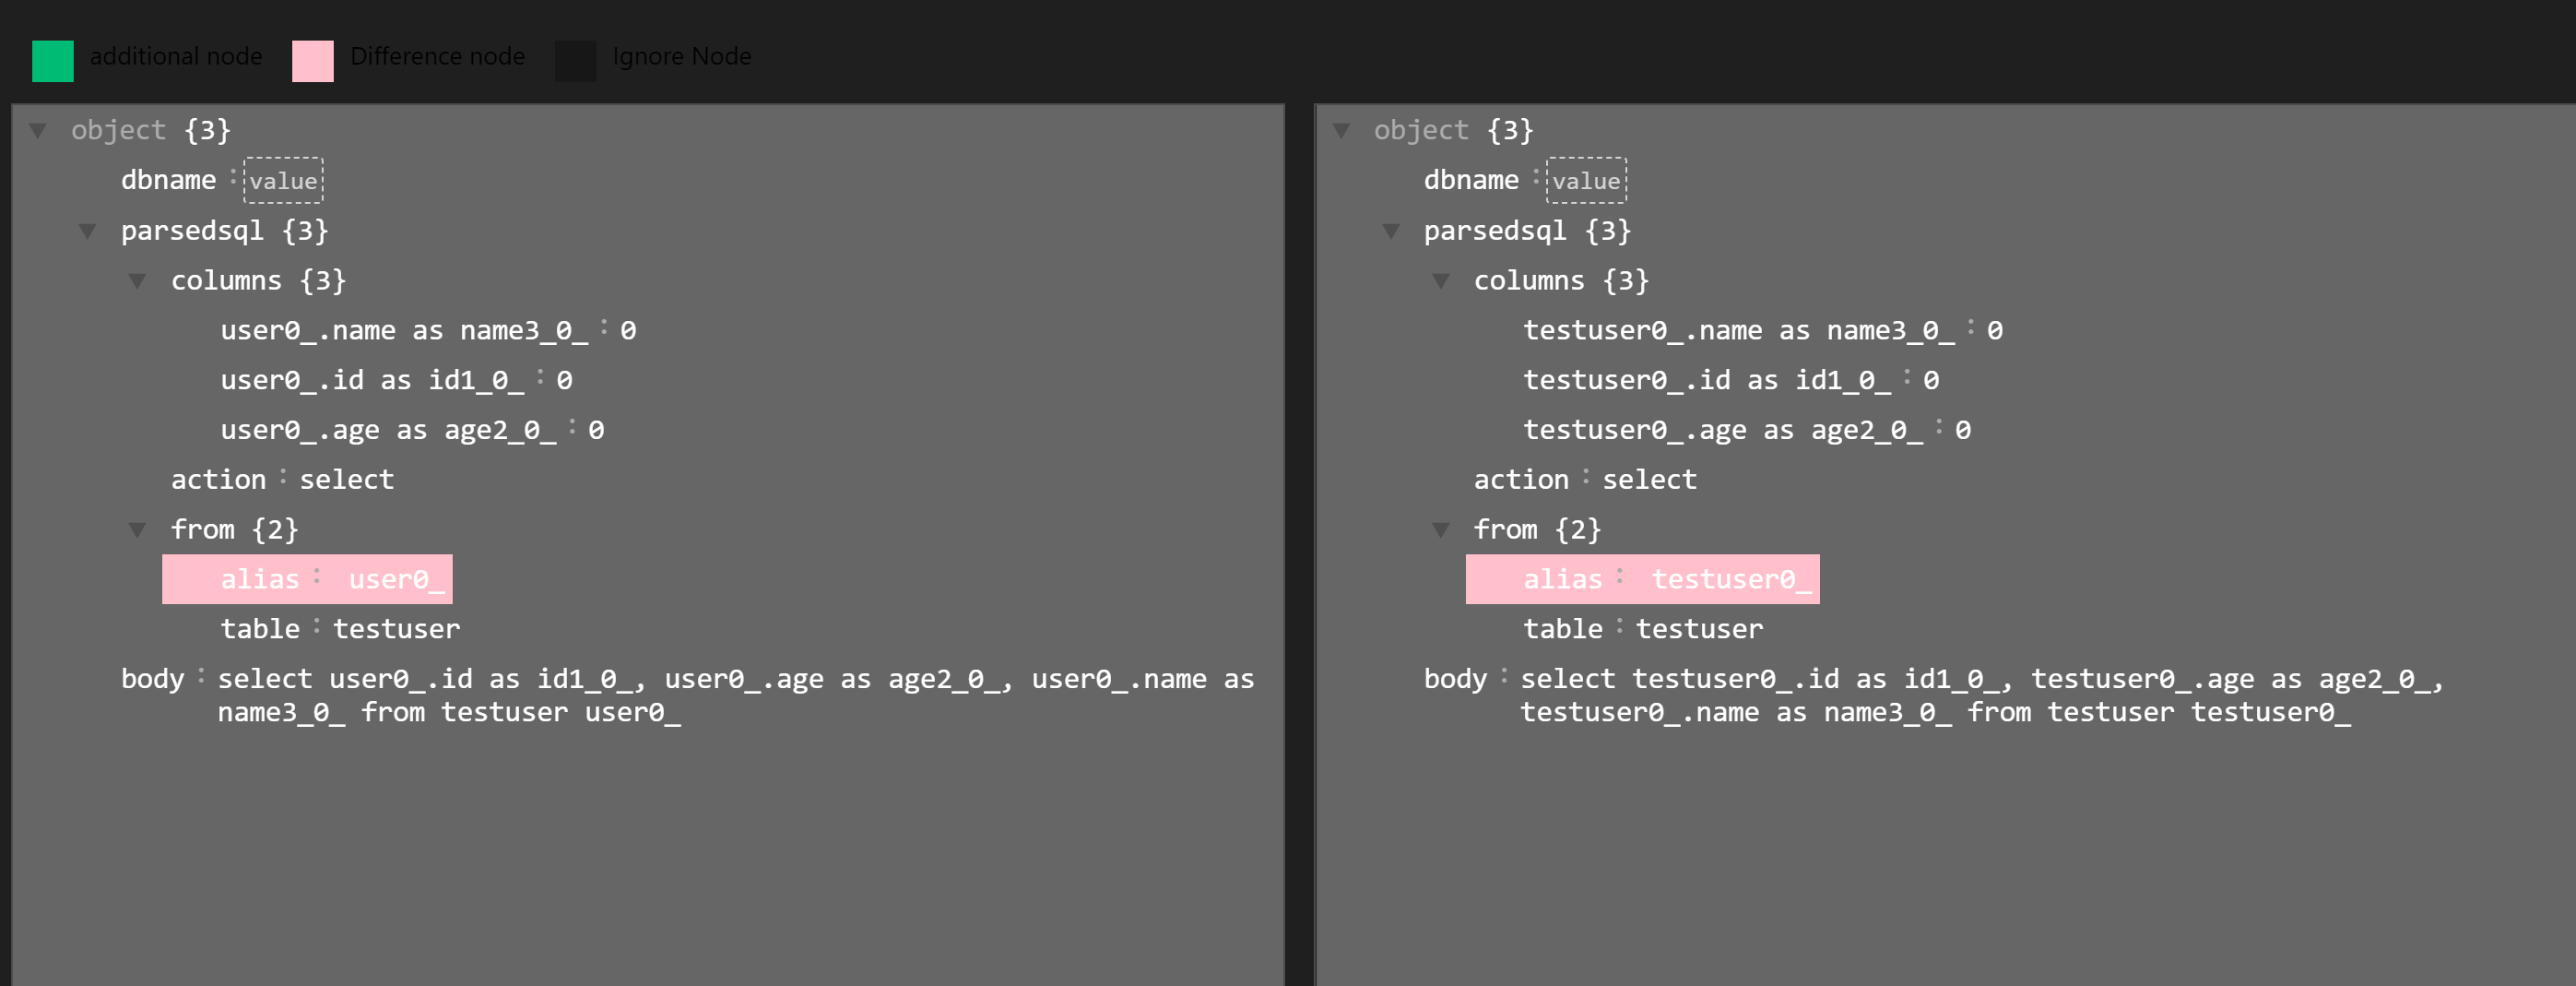 additional node Difference node Ignore Node
object {3}
dbname : value
parsedsql {3}
columns {3}
user0_.name as name3_0_ : 0
user0_.id as id1_0_ : 0
user0_.age as age2_0_ : 0
action : select
from {2}
alias : user0_
table : testuser
body : select user0_.id as id1_0_, user0_.age as age2_0_, user0_.name as
name3_0_ from testuser user0_
object {3}
dbname : value
parsedsql {3}
columns {3}
testuser0_.name as name3_0_ : 0
testuser0_.id as id1_0_ : 0
testuser0_.age as age2_0_ : 0
action : select
from {2}
alias : testuser0_
table : testuser
body : select testuser0_.id as id1_0_, testuser0_.age as age2_0_,
testuser0_.name as name3_0_ from testuser testuser0_